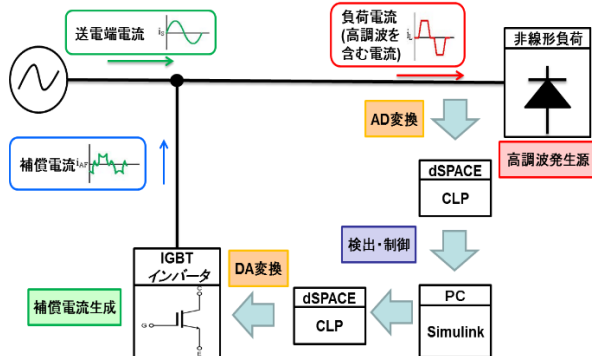 送電端電流
is
負荷電流
(高調波を
含む電流)
iL
非線形負荷
AD変換
高調波発生源
補償電流
iAF
dSPACE
CLP
検出・制御
IGBT
インバータ
DA変換
dSPACE
CLP
PC
Simulink
補償電流生成
C
G
E